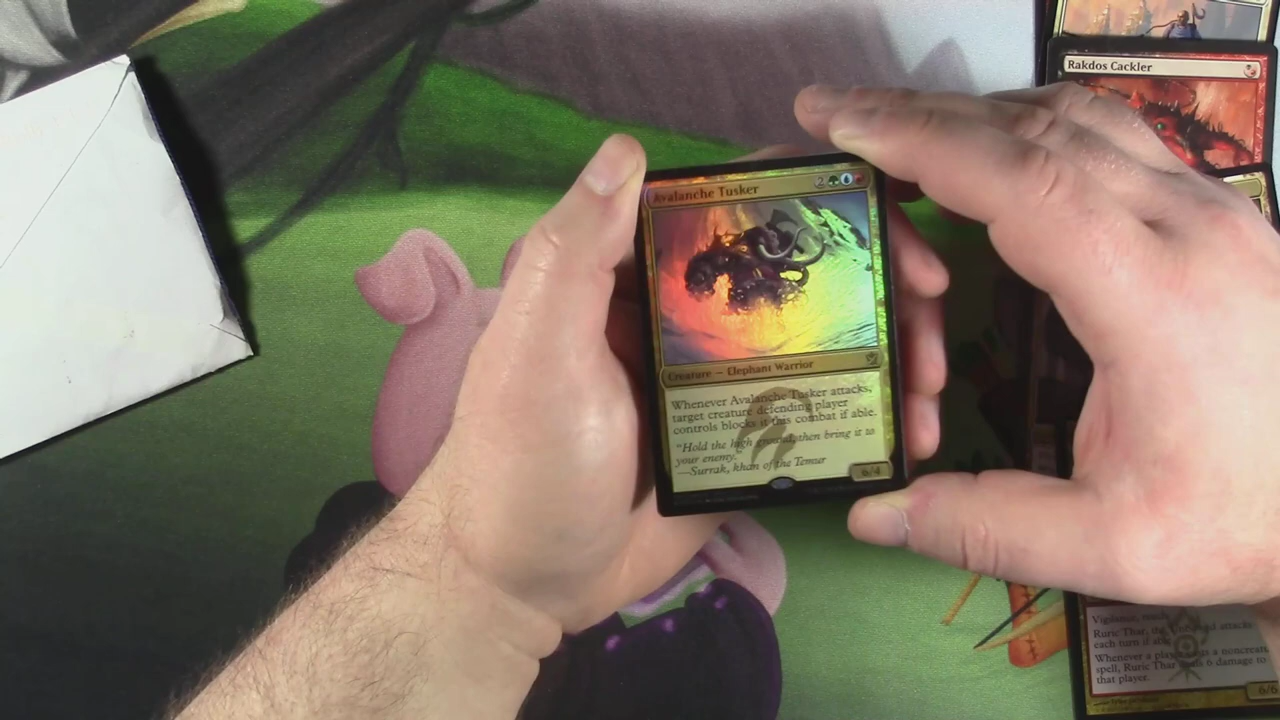 Rakdos Cackler
Avalanche Tusker
2
Creature — Elephant Warrior
Whenever Avalanche Tusker attacks,
target creature defending player
controls blocks it this combat if able.
"Hold the high ground, then bring it to
your enemy."
—Surrak, khan of the Temur
6/4
Vigilance,
Ruric Thar, the attacks
each turn if able
Whenever a player a noncreature
spell, Ruric Thar deals 6 damage to
that player.
6/6